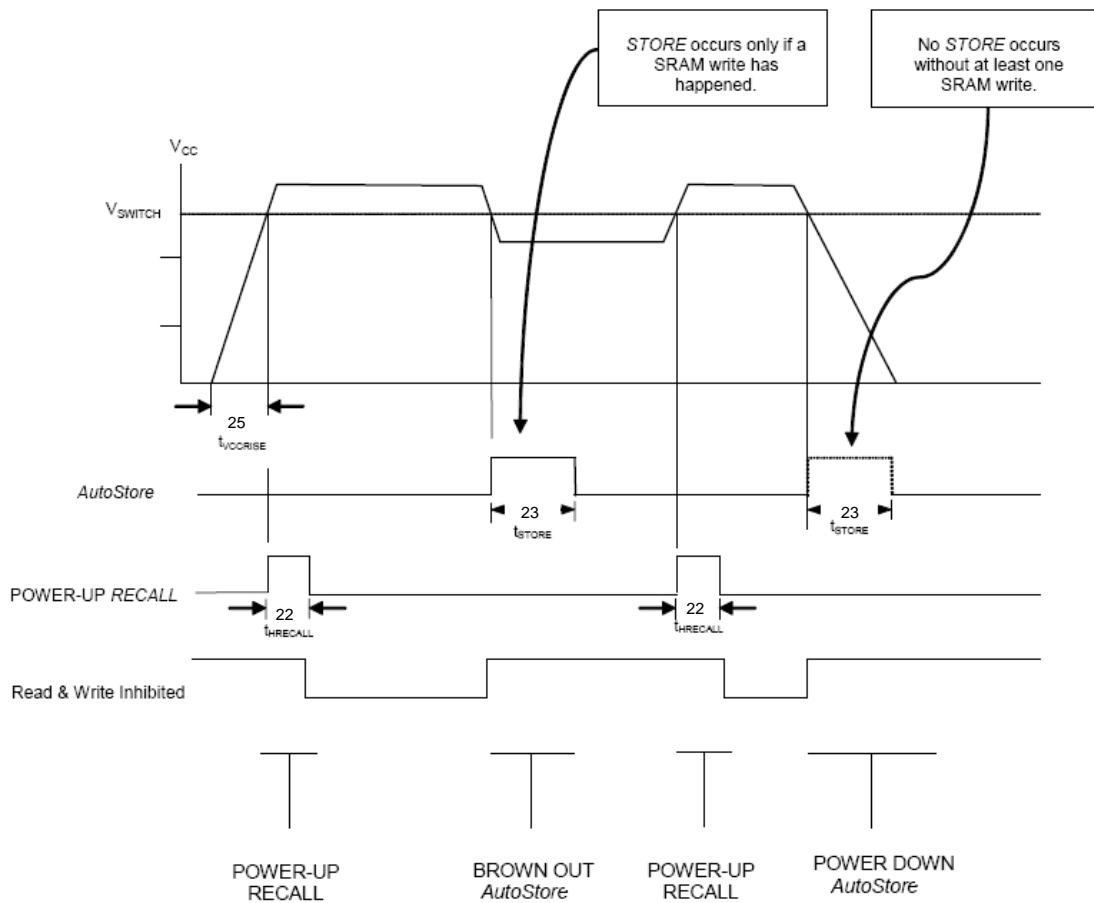 STORE occurs only if a
SRAM write has
happened.
No STORE occurs
without at least one
SRAM write.
VCC
VSWITCH
25
tVCCRISE
AutoStore
23
tSTORE
23
tSTORE
POWER-UP RECALL
22
tHRECALL
22
tHRECALL
Read & Write Inhibited
POWER-UP
RECALL
BROWN OUT
AutoStore
POWER-UP
RECALL
POWER DOWN
AutoStore